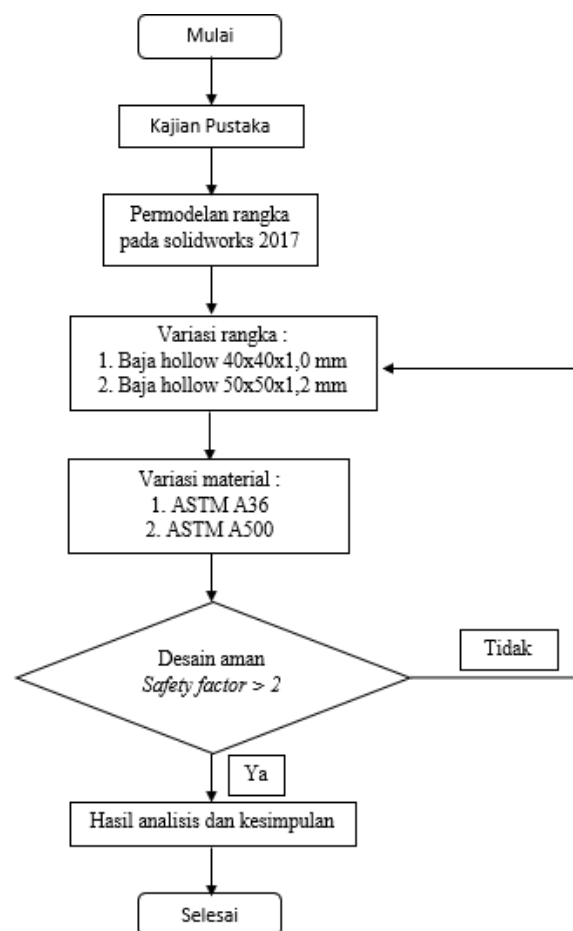 Mulai
Kajian Pustaka
Permodelan rangka
pada solidworks 2017
Variasi rangka :
1. Baja hollow 40x40x1,0 mm
2. Baja hollow 50x50x1,2 mm
Variasi material :
1. ASTM A36
2. ASTM A500
Desain aman
Safety factor > 2
Tidak
Ya
Hasil analisis dan kesimpulan
Selesai